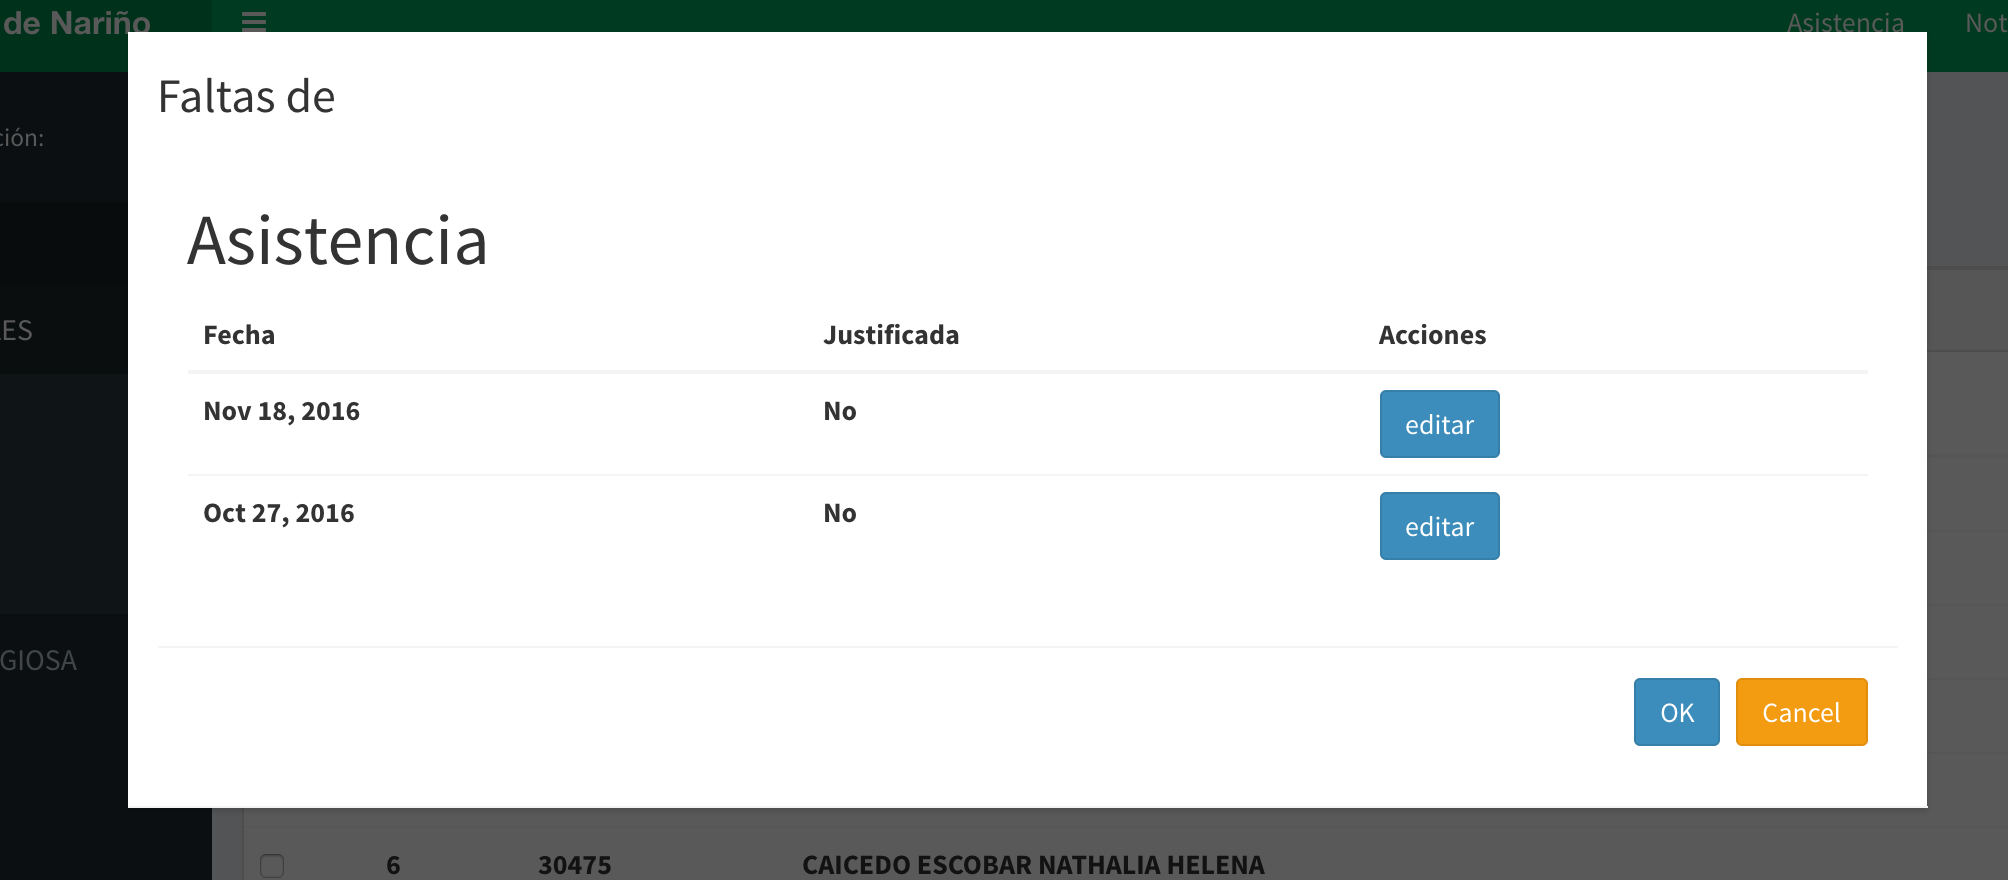 de Nariño
Asistencia Not
ción:
Faltas de
Asistencia
Fecha Justificada Acciones
Nov 18, 2016 No editar
Oct 27, 2016 No editar
ES
GIOSA
OK Cancel
6 30475 CAICEDO ESCOBAR NATHALIA HELENA